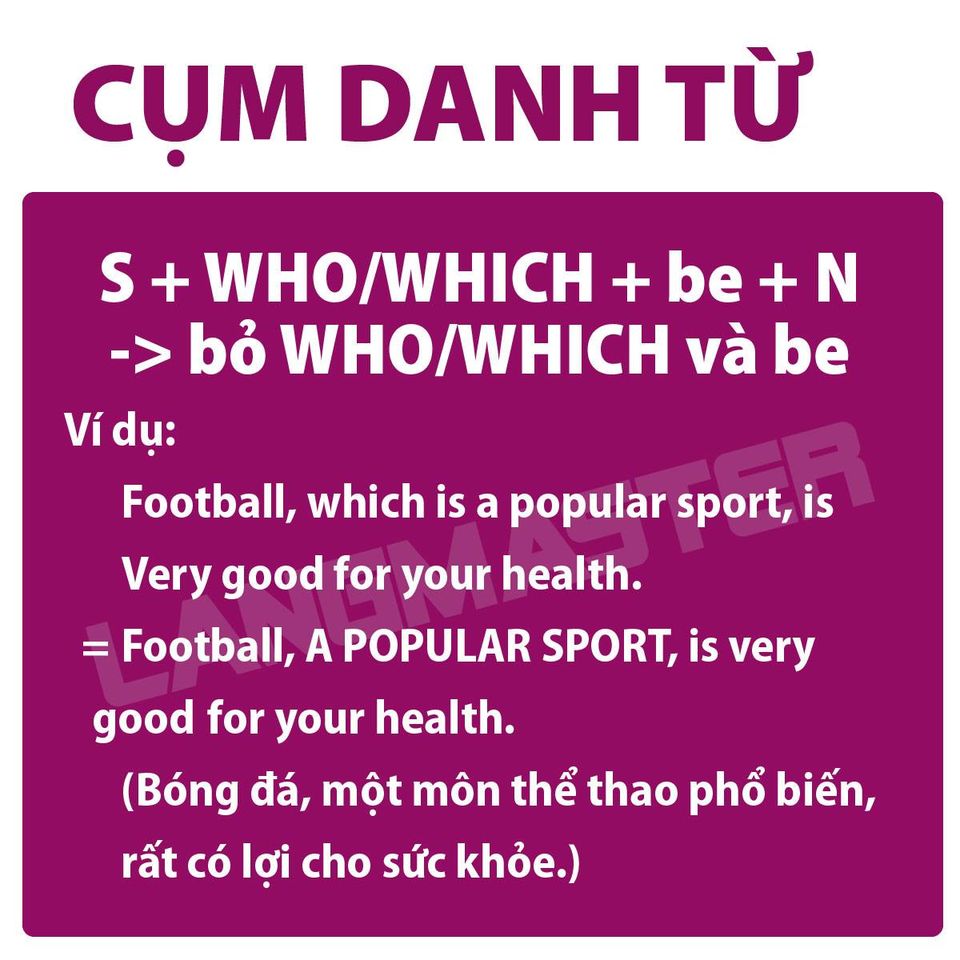 CỤM DANH TỪ
S + WHO/WHICH + be + N
-> bỏ WHO/WHICH và be
Ví dụ:
Football, which is a popular sport, is
Very good for your health.
= Football, A POPULAR SPORT, is very
good for your health.
(Bóng đá, một môn thể thao phổ biến,
rất có lợi cho sức khỏe.)
LANGMASTER